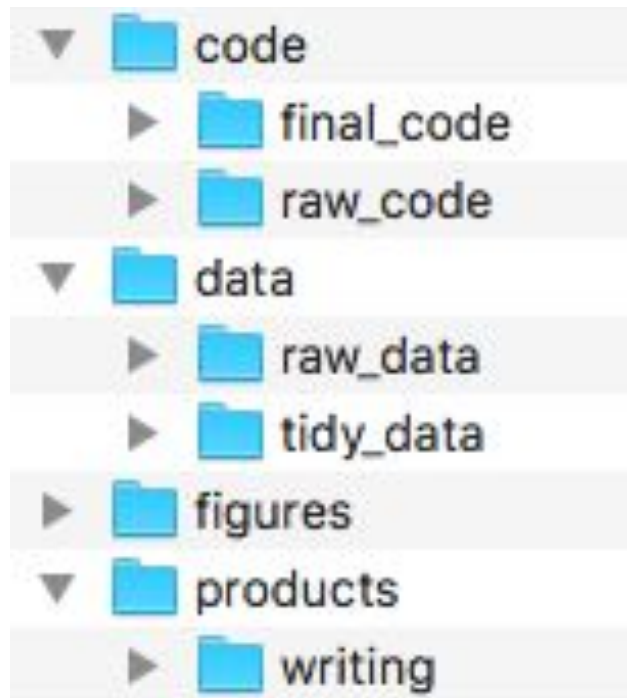 code
final_code
raw_code
data
raw_data
tidy_data
figures
products
writing